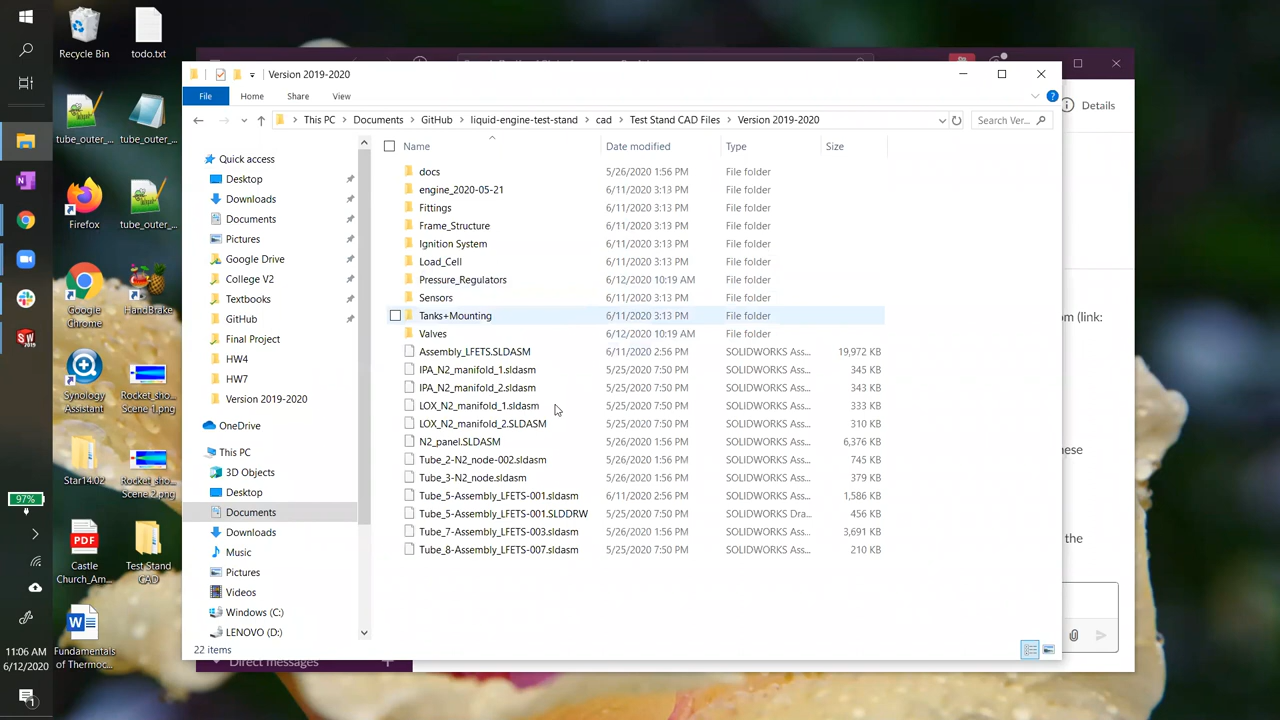 Recycle Bin
todo.txt
tube_outer_...
tube_outer_...
Firefox
tube_outer_...
Google Chrome
HandBrake
Synology Assistant
Rocket_sho... Scene 1.png
Star14.02
Rocket_sho... Scene 2.png
Castle Church_Am...
Test Stand CAD
Fundamentals of Thermoc...
97%
11:06 AM
6/12/2020
Version 2019-2020
File Home Share View
This PC > Documents > GitHub > liquid-engine-test-stand > cad > Test Stand CAD Files > Version 2019-2020
Search Ver...
Quick access
Desktop
Downloads
Documents
Pictures
Google Drive
College V2
Textbooks
GitHub
Final Project
HW4
HW7
Version 2019-2020
OneDrive
This PC
3D Objects
Desktop
Documents
Downloads
Music
Pictures
Videos
Windows (C:)
LENOVO (D:)
Name Date modified Type Size
docs 5/26/2020 1:56 PM File folder
engine_2020-05-21 6/11/2020 3:13 PM File folder
Fittings 6/11/2020 3:13 PM File folder
Frame_Structure 6/11/2020 3:13 PM File folder
Ignition System 6/11/2020 3:13 PM File folder
Load_Cell 6/11/2020 3:13 PM File folder
Pressure_Regulators 6/12/2020 10:19 AM File folder
Sensors 6/11/2020 3:13 PM File folder
Tanks+Mounting 6/11/2020 3:13 PM File folder
Valves 6/12/2020 10:19 AM File folder
Assembly_LFETS.SLDASM 6/11/2020 2:56 PM SOLIDWORKS Ass... 19,972 KB
IPA_N2_manifold_1.sldasm 5/25/2020 7:50 PM SOLIDWORKS Ass... 345 KB
IPA_N2_manifold_2.sldasm 5/25/2020 7:50 PM SOLIDWORKS Ass... 343 KB
LOX_N2_manifold_1.sldasm 5/25/2020 7:50 PM SOLIDWORKS Ass... 333 KB
LOX_N2_manifold_2.SLDASM 5/25/2020 7:50 PM SOLIDWORKS Ass... 310 KB
N2_panel.SLDASM 5/26/2020 1:56 PM SOLIDWORKS Ass... 6,376 KB
Tube_2-N2_node-002.sldasm 5/26/2020 1:56 PM SOLIDWORKS Ass... 745 KB
Tube_3-N2_node.sldasm 5/26/2020 1:56 PM SOLIDWORKS Ass... 379 KB
Tube_5-Assembly_LFETS-001.sldasm 6/11/2020 2:56 PM SOLIDWORKS Ass... 1,586 KB
Tube_5-Assembly_LFETS-001.SLDDRW 5/26/2020 1:56 PM SOLIDWORKS Dra... 456 KB
Tube_7-Assembly_LFETS-003.sldasm 5/26/2020 1:56 PM SOLIDWORKS Ass... 3,691 KB
Tube_8-Assembly_LFETS-007.sldasm 5/25/2020 7:50 PM SOLIDWORKS Ass... 210 KB
22 items
Details
om (link:
these
the
Direct messages